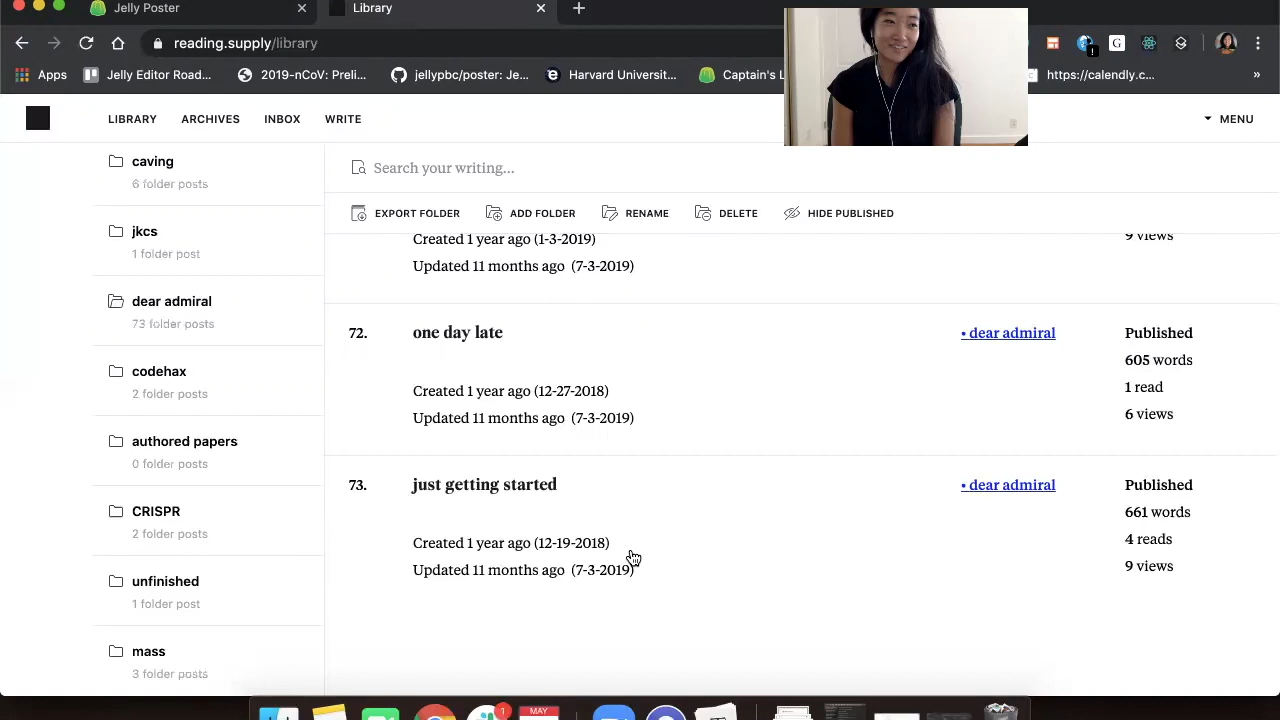 Jelly Poster
Library
reading.supply/library
Apps
Jelly Editor Road...
2019-nCoV: Preli...
jellypbc/poster: Je...
Harvard Universit...
Captain's L
https://calendly.c...
»
LIBRARY
ARCHIVES
INBOX
WRITE
MENU
caving
6 folder posts
jkcs
1 folder post
dear admiral
73 folder posts
codehax
2 folder posts
authored papers
0 folder posts
CRISPR
2 folder posts
unfinished
1 folder post
mass
3 folder posts
Search your writing...
EXPORT FOLDER
ADD FOLDER
RENAME
DELETE
HIDE PUBLISHED
Created 1 year ago (1-3-2019)
9 views
Updated 11 months ago (7-3-2019)
72. one day late • dear admiral Published
605 words
1 read
Created 1 year ago (12-27-2018)
6 views
Updated 11 months ago (7-3-2019)
73. just getting started • dear admiral Published
661 words
4 reads
Created 1 year ago (12-19-2018)
9 views
Updated 11 months ago (7-3-2019)
1
MAY